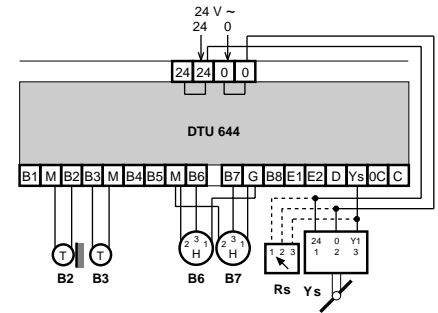 24 V ~
24 0
24 24 0 0
DTU 644
B1 M B2 B3 M B4 B5 M B6 B7 G B8 E1 E2 D Ys 0C C
T T 2 3 1 H 2 3 1 H 1 2 3 24 0 Y1
1 2 3
B2 B3 B6 B7 Rs Ys